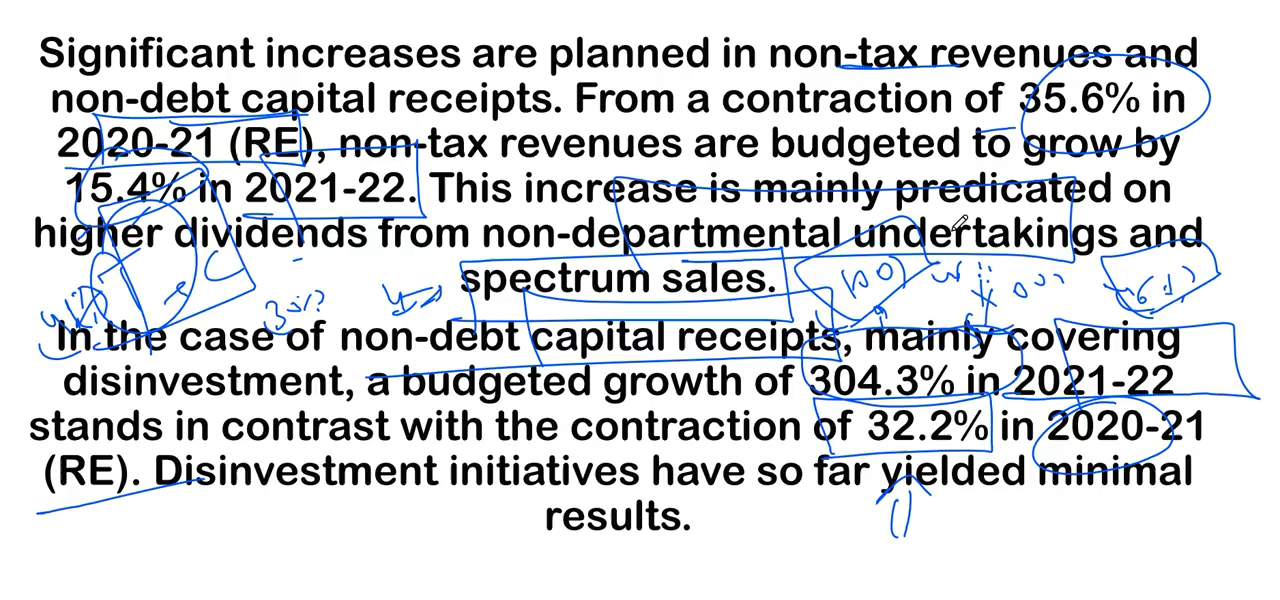 Significant increases are planned in non-tax revenues and
non-debt capital receipts. From a contraction of 35.6% in
2020-21 (RE), non-tax revenues are budgeted to grow by
15.4% in 2021-22. This increase is mainly predicated on
higher dividends from non-departmental undertakings and
spectrum sales.
In the case of non-debt capital receipts, mainly covering
disinvestment, a budgeted growth of 304.3% in 2021-22
stands in contrast with the contraction of 32.2% in 2020-21
(RE). Disinvestment initiatives have so far yielded minimal
results.